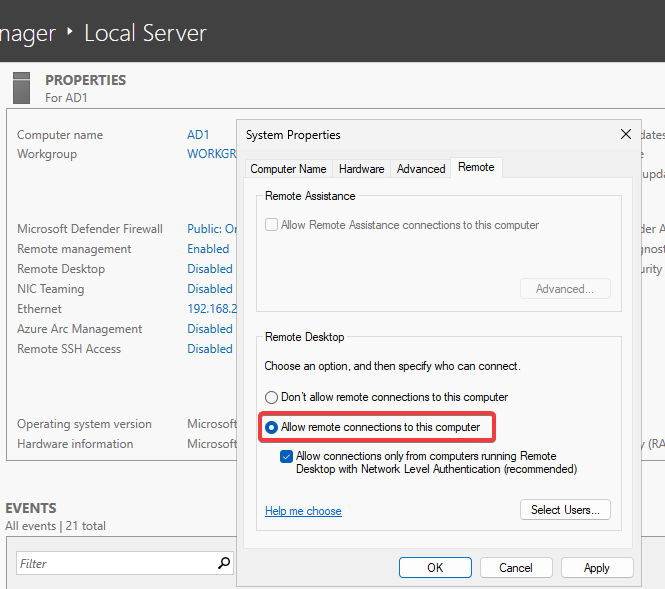 nager ‣ Local Server
PROPERTIES
For AD1
Computer name AD1
Workgroup WORKGR
Microsoft Defender Firewall Public: O
Remote management Enabled
Remote Desktop Disabled
NIC Teaming Disabled
Ethernet 192.168.2
Azure Arc Management Disabled
Remote SSH Access Disabled
Operating system version Microsoft
Hardware information Microsoft
EVENTS
All events | 21 total
Filter
System Properties
Computer Name Hardware Advanced Remote
Remote Assistance
Allow Remote Assistance connections to this computer
Advanced...
Remote Desktop
Choose an option, and then specify who can connect.
Don't allow remote connections to this computer
Allow remote connections to this computer
Allow connections only from computers running Remote
Desktop with Network Level Authentication (recommended)
Help me choose
Select Users...
OK Cancel Apply
dates
upda
der A
gnost
urity
y (RA